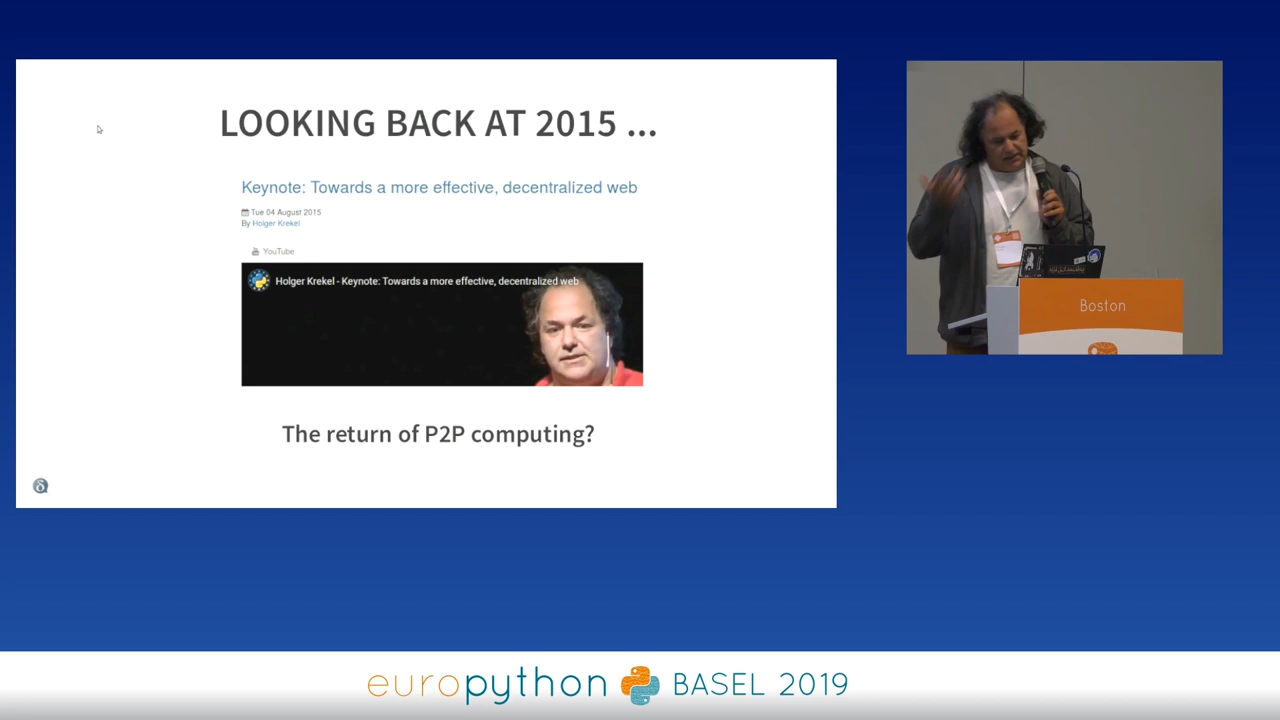 LOOKING BACK AT 2015 ...
Keynote: Towards a more effective, decentralized web
Tue 04 August 2015
By Holger Krekel
YouTube
Holger Krekel - Keynote: Towards a more effective, decentralized web
The return of P2P computing?
Boston
europython BASEL 2019